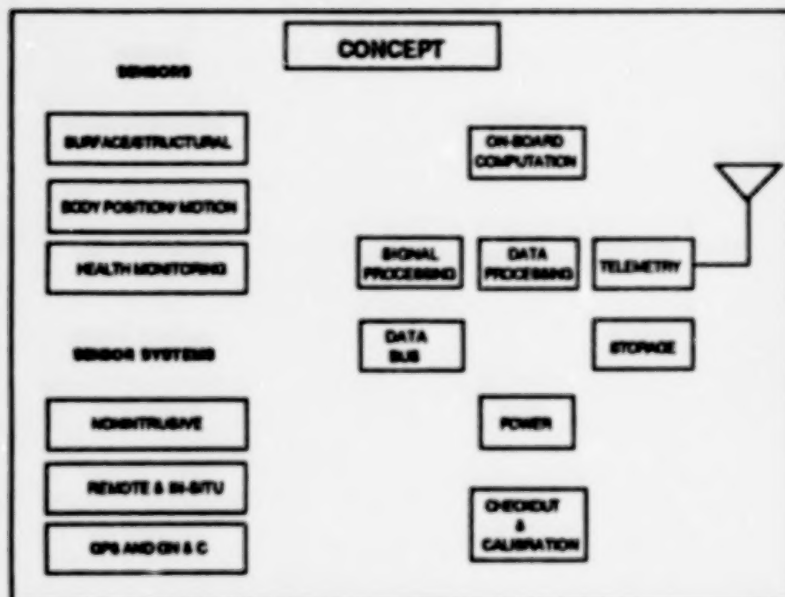 CONCEPT
SENSORS
SURFACE/STRUCTURAL
BODY POSITION/ MOTION
HEALTH MONITORING
SENSOR SYSTEMS
NONINTRUSIVE
REMOTE & IN-SITU
GPS AND GN & C
ON-BOARD
COMPUTATION
SIGNAL
PROCESSING
DATA
PROCESSING
TELEMETRY
DATA
BUS
STORAGE
POWER
CHECKOUT
&
CALIBRATION